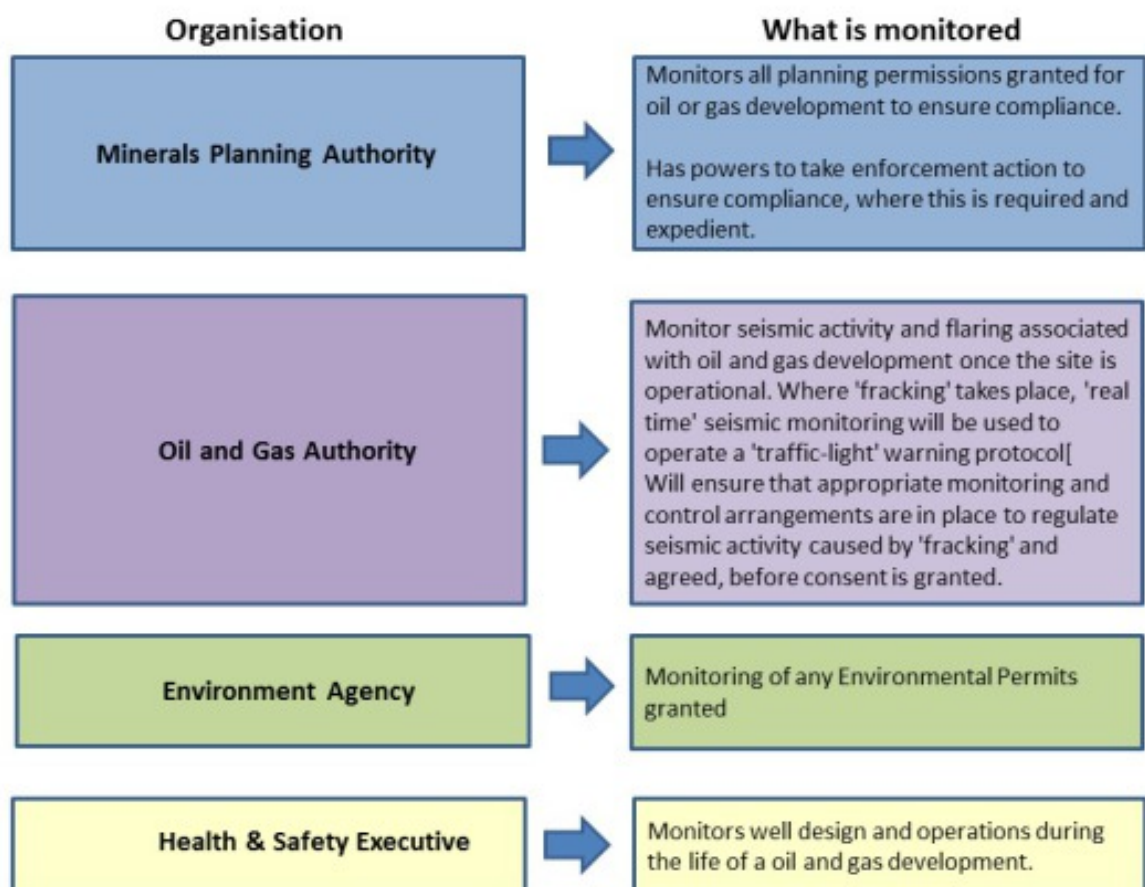 Organisation
What is monitored
Minerals Planning Authority
Monitors all planning permissions granted for
oil or gas development to ensure compliance.
Has powers to take enforcement action to
ensure compliance, where this is required and
expedient.
Oil and Gas Authority
Monitor seismic activity and flaring associated
with oil and gas development once the site is
operational. Where 'fracking' takes place, 'real
time' seismic monitoring will be used to
operate a 'traffic-light' warning protocol[
Will ensure that appropriate monitoring and
control arrangements are in place to regulate
seismic activity caused by 'fracking' and
agreed, before consent is granted.
Environment Agency
Monitoring of any Environmental Permits
granted
Health & Safety Executive
Monitors well design and operations during
the life of a oil and gas development.